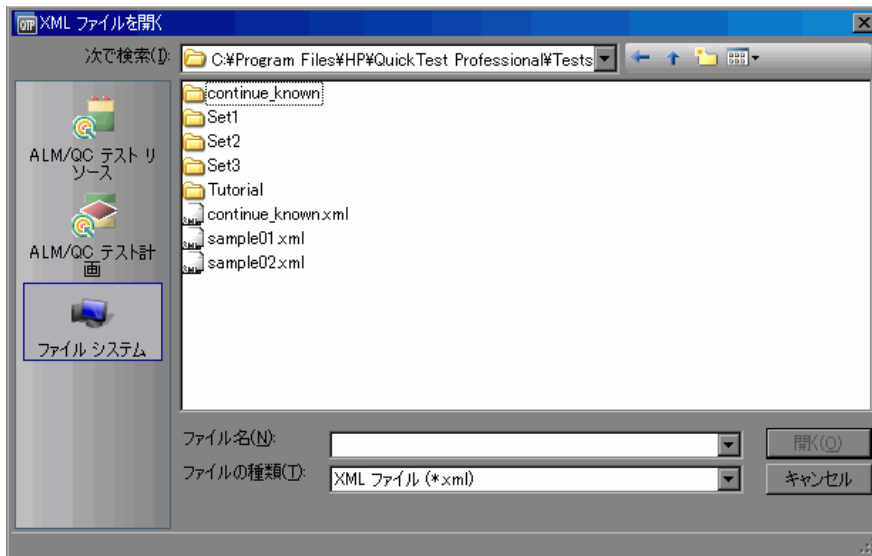 QTP XML ファイルを開く
次で検索(I):
C:¥Program Files¥HP¥QuickTest Professional¥Tests
ALM/QC テスト リ
ソース
ALM/QC テスト計
画
ファイル システム
continue_known
Set1
Set2
Set3
Tutorial
continue_known.xml
sample01.xml
sample02.xml
ファイル名(N):
開く(O)
ファイルの種類(T):
XML ファイル (*.xml)
キャンセル